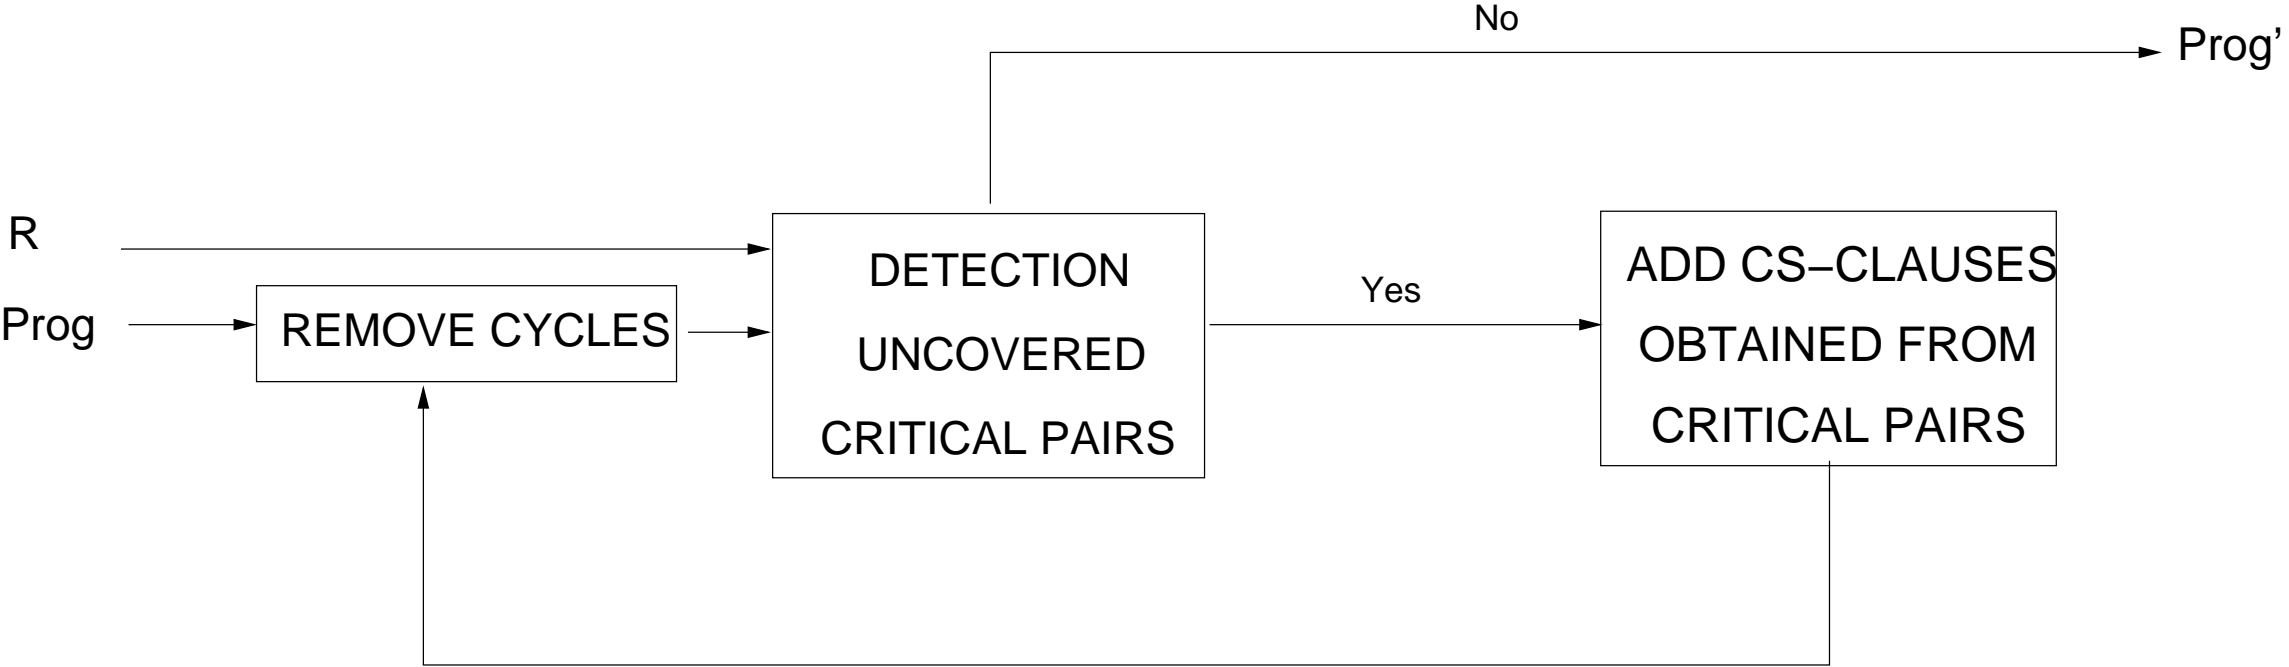 No
Prog’
R
Prog
REMOVE CYCLES
DETECTION
UNCOVERED
CRITICAL PAIRS
Yes
ADD CS−CLAUSES
OBTAINED FROM
CRITICAL PAIRS